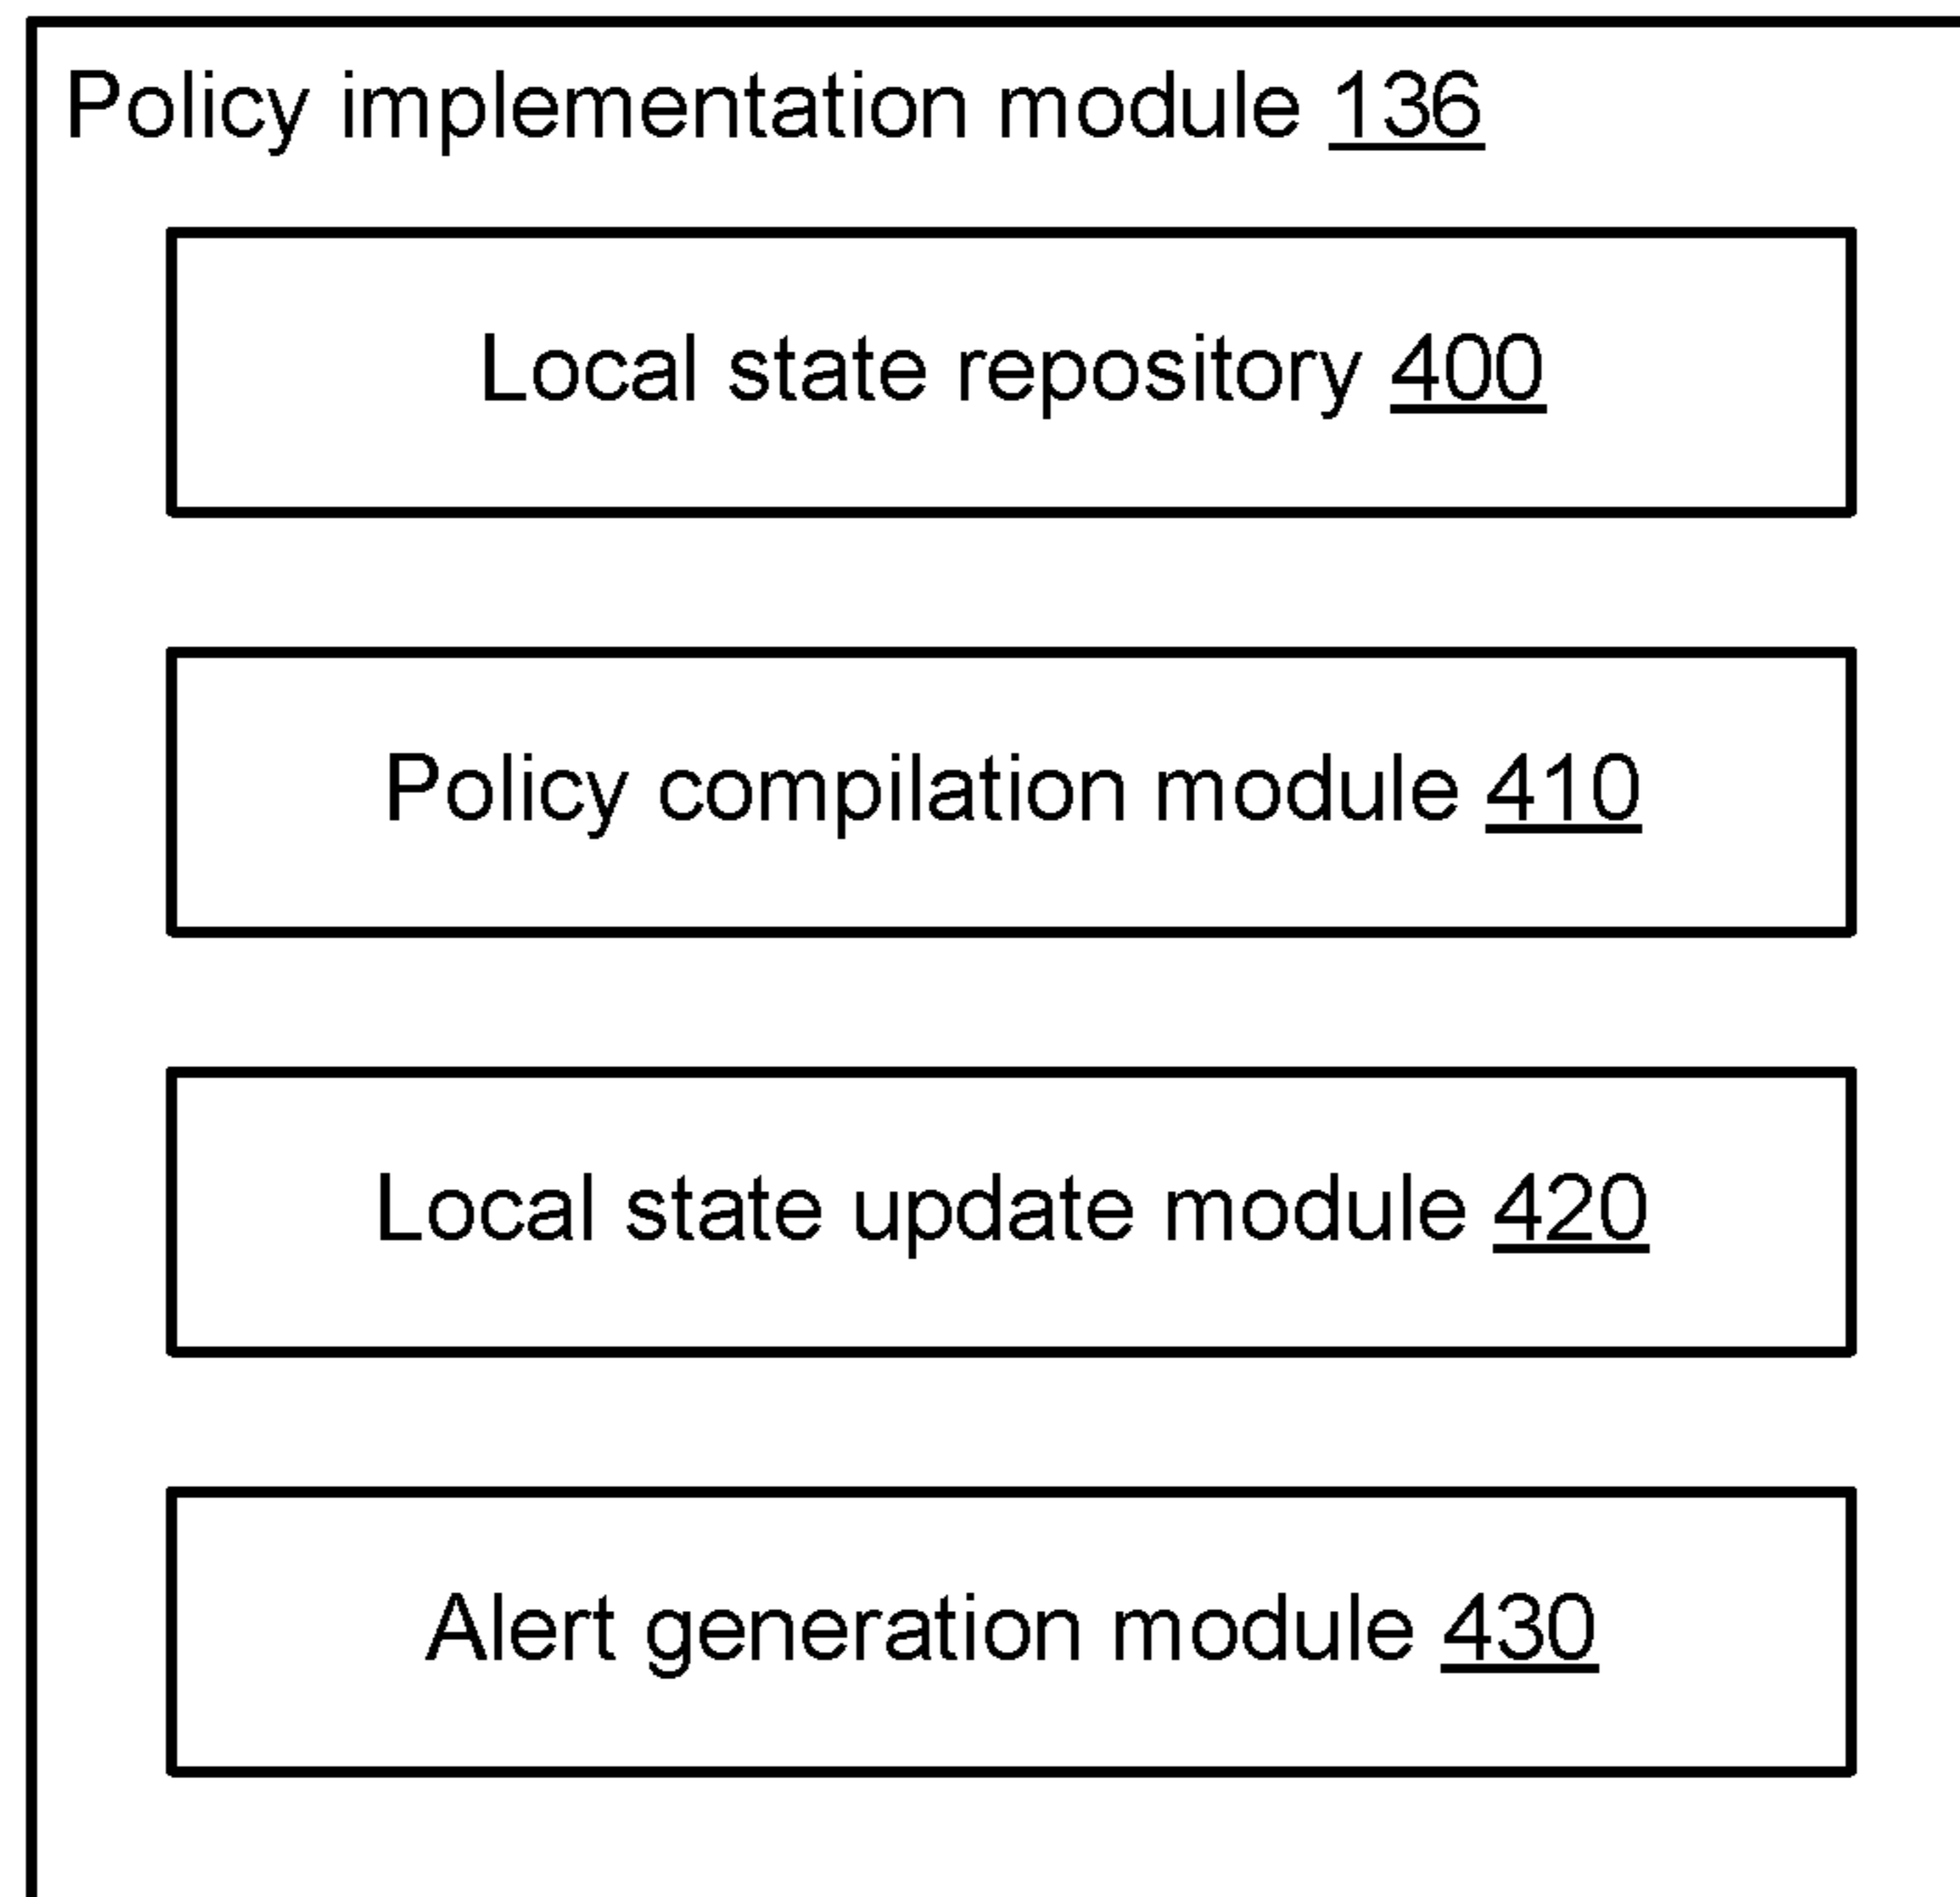 Policy implementation module 136
Local state repository 400
Policy compilation module 410
Local state update module 420
Alert generation module 430